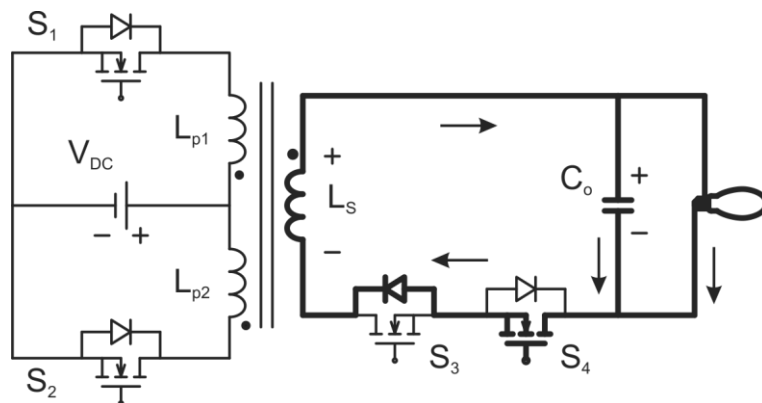 S1
Lp1
VDC
− +
Lp2
S2
+
LS
−
Co
+
−
S3
S4